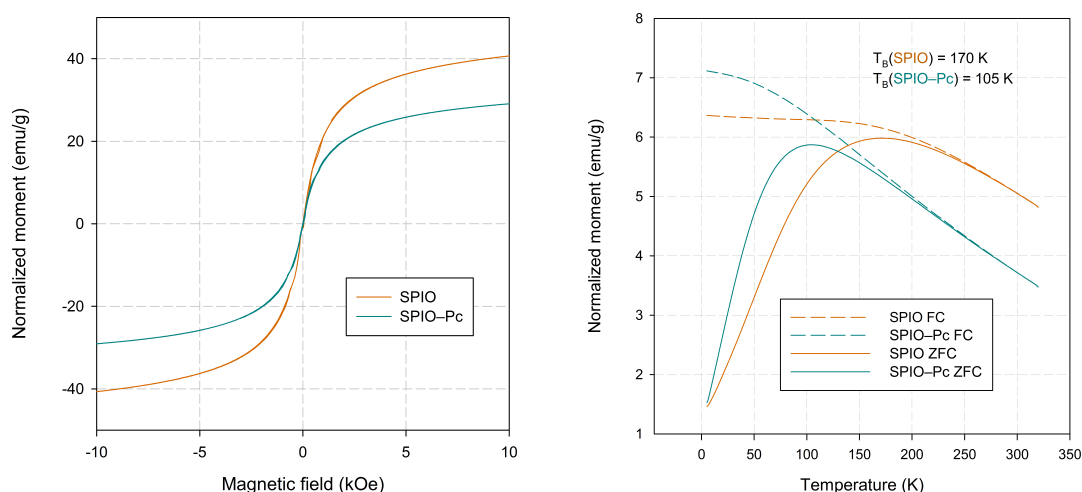 Normalized moment (emu/g)
40
20
0
-20
-40
-10
-5
0
5
10
Magnetic field (kOe)
SPIO
SPIO–Pc
Normalized moment (emu/g)
8
7
6
5
4
3
2
1
0
50
100
150
200
250
300
350
Temperature (K)
TB(SPIO) = 170 K
TB(SPIO–Pc) = 105 K
SPIO FC
SPIO–Pc FC
SPIO ZFC
SPIO–Pc ZFC